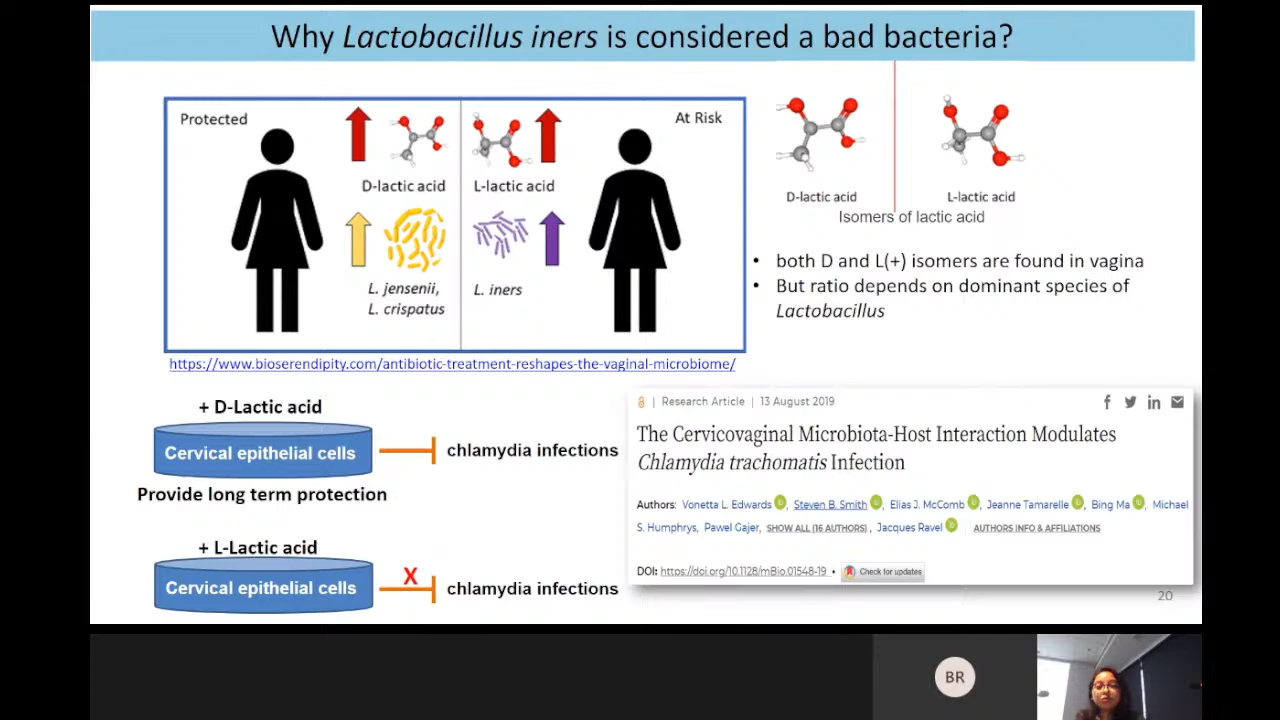 Why Lactobacillus iners is considered a bad bacteria?
Protected
At Risk
D-lactic acid
L-lactic acid
L. jensenii,
L. crispatus
L. iners
https://www.bioserendipity.com/antibiotic-treatment-reshapes-the-vaginal-microbiome/
D-lactic acid
L-lactic acid
Isomers of lactic acid
• both D and L(+) isomers are found in vagina
• But ratio depends on dominant species of
Lactobacillus
+ D-Lactic acid
Cervical epithelial cells
chlamydia infections
Provide long term protection
+ L-Lactic acid
Cervical epithelial cells
X
chlamydia infections
| Research Article | 13 August 2019
The Cervicovaginal Microbiota-Host Interaction Modulates
Chlamydia trachomatis Infection
Authors: Vonetta L. Edwards, Steven B. Smith, Elias J. McComb, Jeanne Tamarelle, Bing Ma, Michael
S. Humphrys, Pawel Gajer, SHOW ALL (16 AUTHORS), Jacques Ravel AUTHORS INFO & AFFILIATIONS
DOI: https://doi.org/10.1128/mBio.01548-19 • Check for updates
20
BR